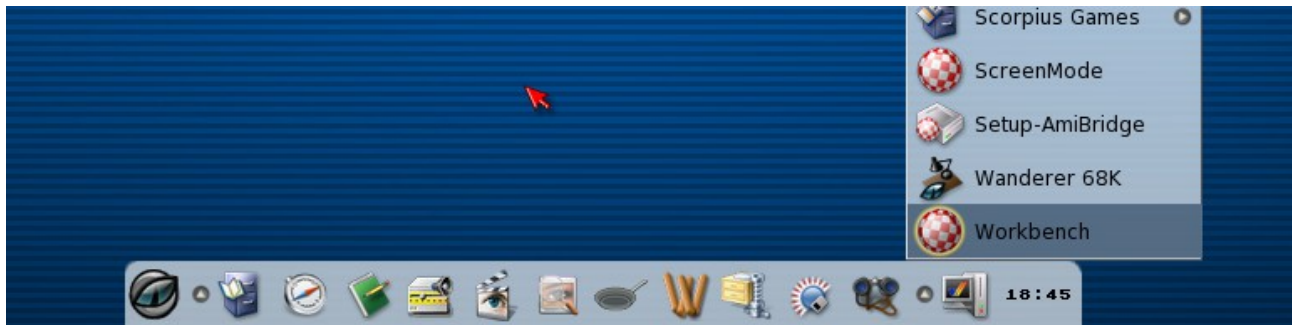 Scorpius Games
ScreenMode
Setup-AmiBridge
Wanderer 68K
Workbench
18:45